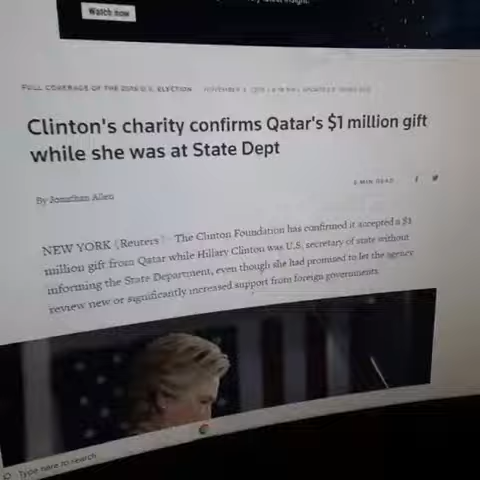 Watch now
FULL COVERAGE OF THE 2016 U.S. ELECTION
Clinton's charity confirms Qatar's $1 million gift
while she was at State Dept
By Jonathan Allen
5 MIN READ
NEW YORK (Reuters) - The Clinton Foundation has confirmed it accepted a $1
million gift from Qatar while Hillary Clinton was U.S. secretary of state without
informing the State Department, even though she had promised to let the agency
review new or significantly increased support from foreign governments.
Type here to search